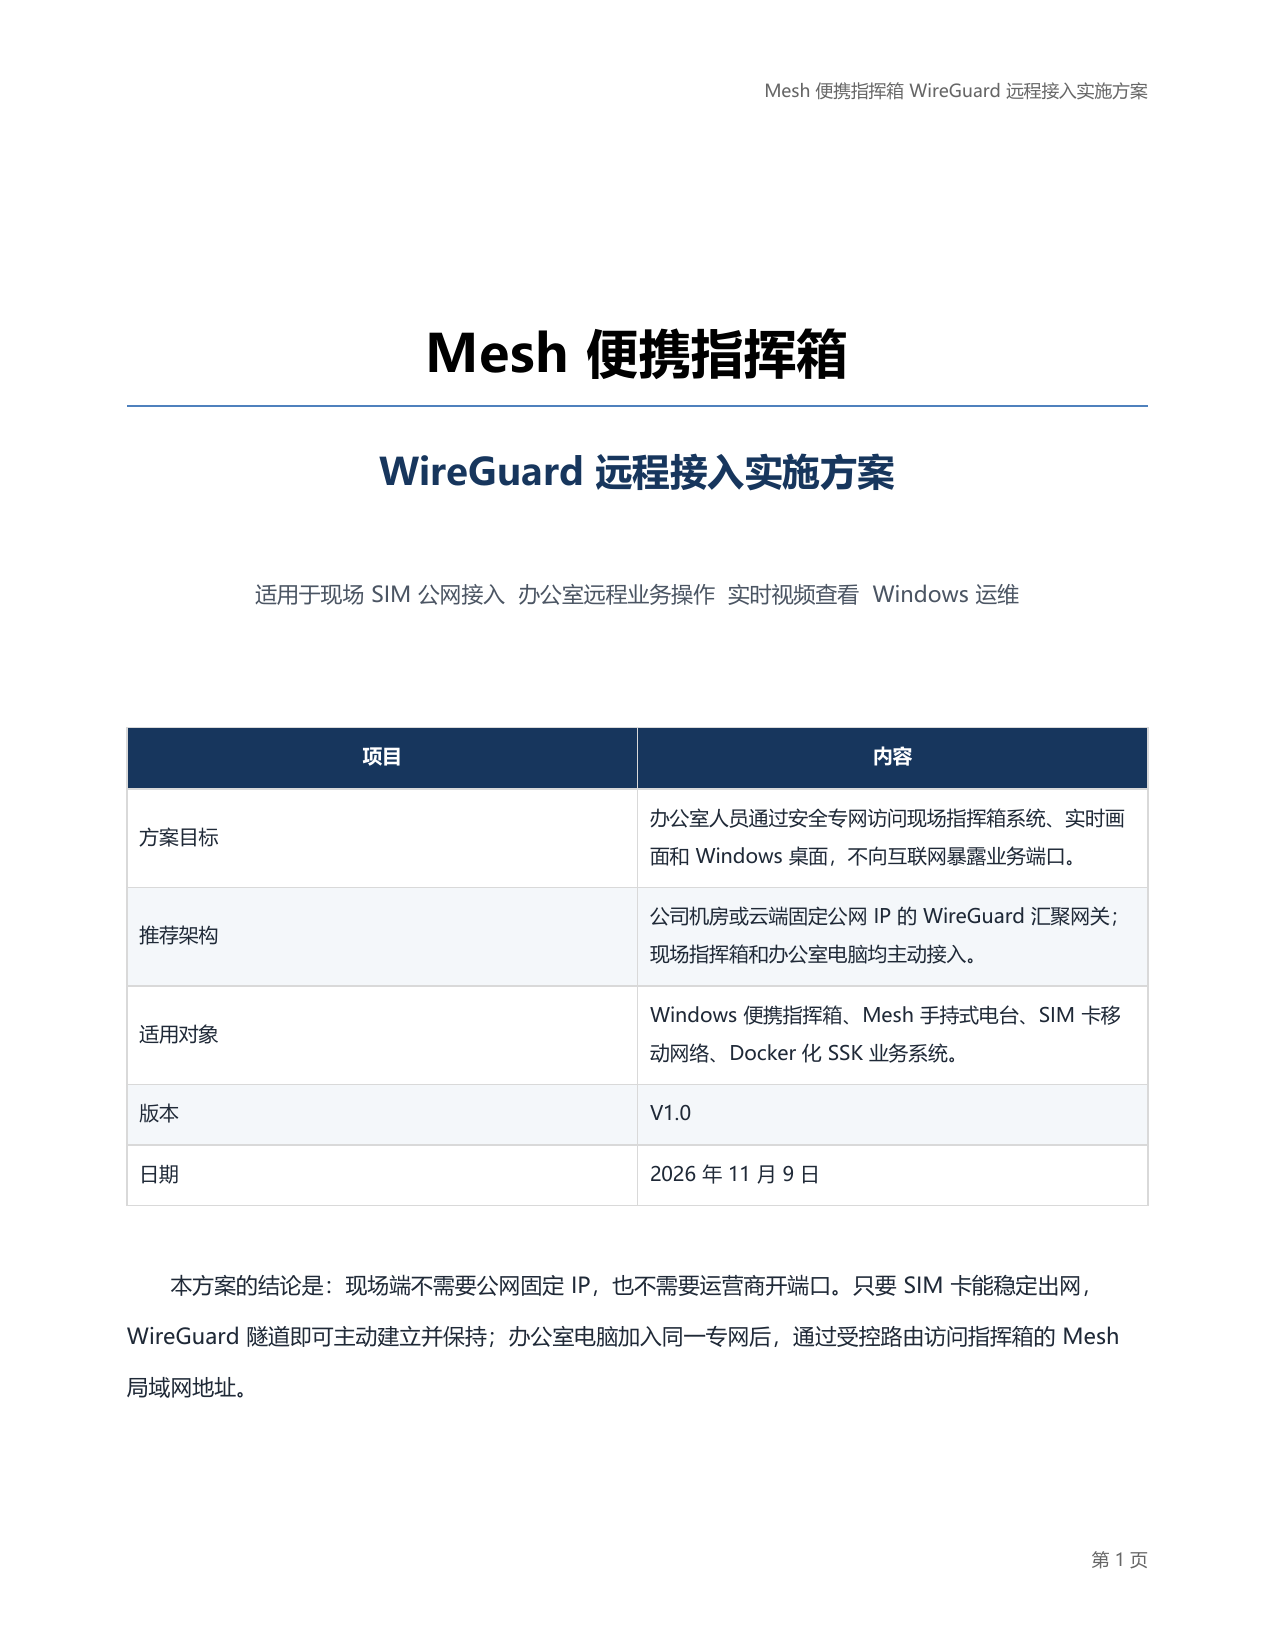 Mesh 便携指挥箱 WireGuard 远程接入实施方案
Mesh 便携指挥箱
WireGuard 远程接入实施方案
适用于现场 SIM 公网接入 办公室远程业务操作 实时视频查看 Windows 运维
项目 内容
方案目标 办公室人员通过安全专网访问现场指挥箱系统、实时画
面和 Windows 桌面，不向互联网暴露业务端口。
推荐架构 公司机房或云端固定公网 IP 的 WireGuard 汇聚网关；
现场指挥箱和办公室电脑均主动接入。
适用对象 Windows 便携指挥箱、Mesh 手持式电台、SIM 卡移
动网络、Docker 化 SSK 业务系统。
版本 V1.0
日期 2026 年 11 月 9 日
本方案的结论是：现场端不需要公网固定 IP，也不需要运营商开端口。只要 SIM 卡能稳定出网，
WireGuard 隧道即可主动建立并保持；办公室电脑加入同一专网后，通过受控路由访问指挥箱的 Mesh
局域网地址。
第 1 页